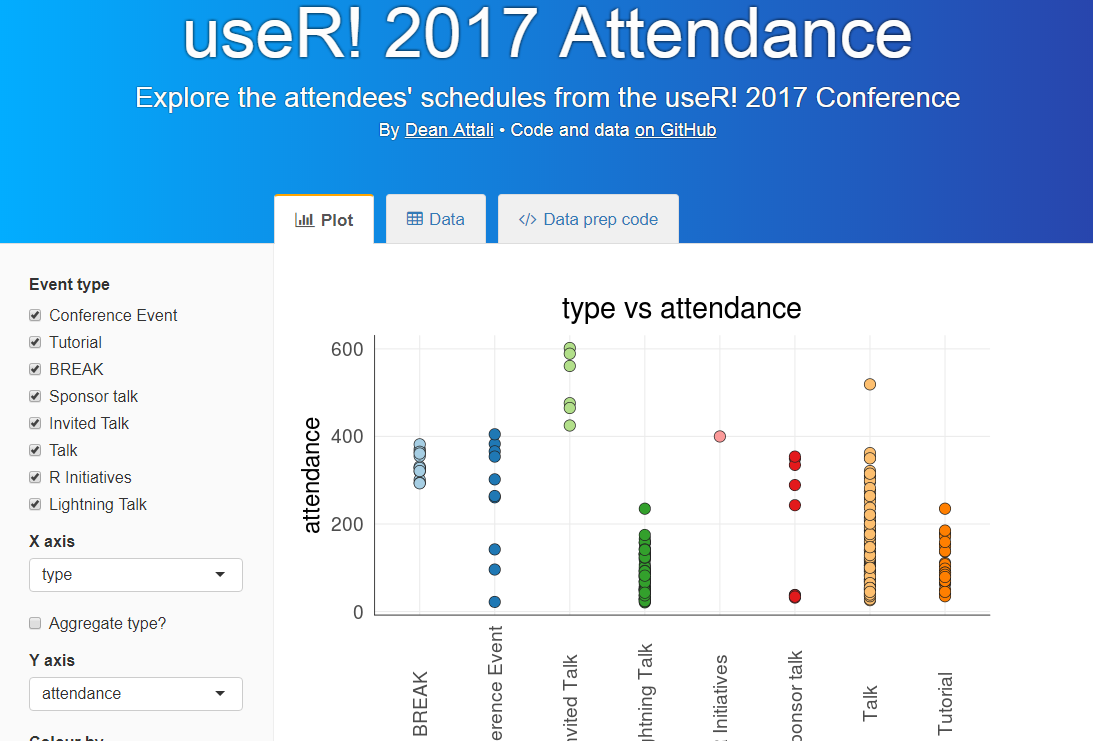 useR! 2017 Attendance
Explore the attendees' schedules from the useR! 2017 Conference
By Dean Attali • Code and data on GitHub
Plot
Data
</> Data prep code
Event type
Conference Event
Tutorial
BREAK
Sponsor talk
Invited Talk
Talk
R Initiatives
Lightning Talk
X axis
type
Aggregate type?
Y axis
attendance
Colour by
type vs attendance
attendance
600
400
200
0
BREAK
erence Event
nvited Talk
htning Talk
Initiatives
ponsor talk
Talk
Tutorial